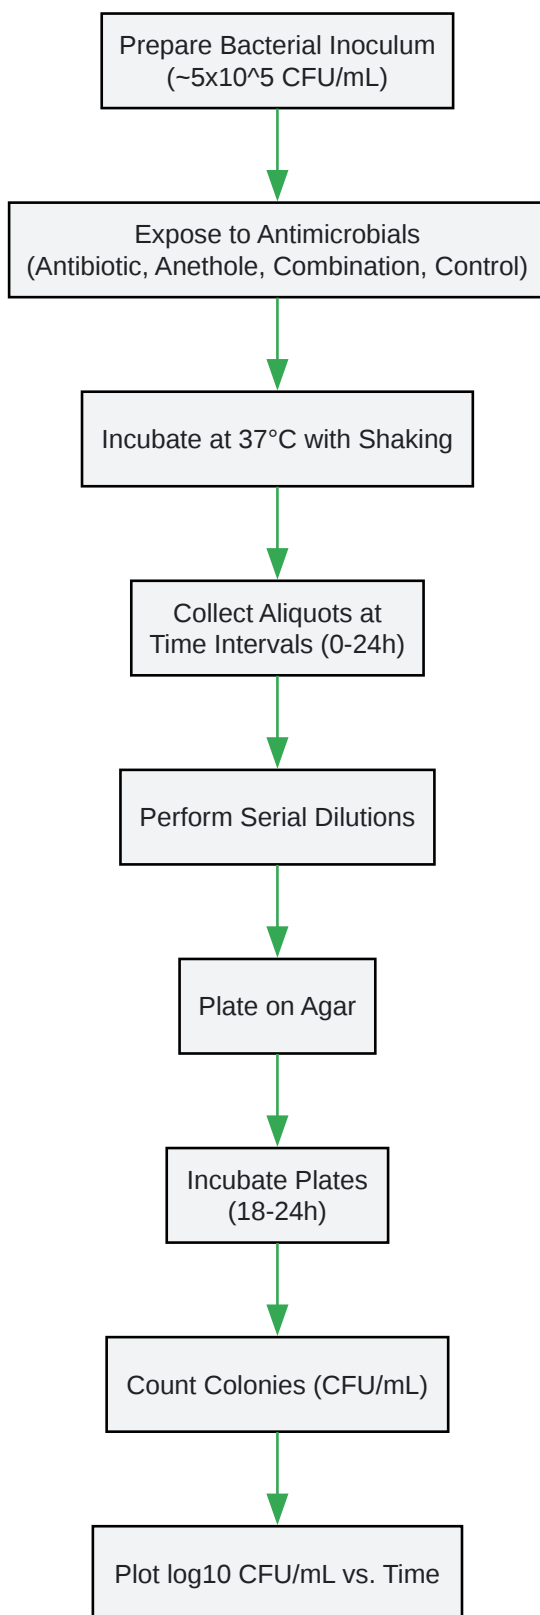 Prepare Bacterial Inoculum
(~5x10^5 CFU/mL)
Expose to Antimicrobials
(Antibiotic, Anethole, Combination, Control)
Incubate at 37°C with Shaking
Collect Aliquots at
Time Intervals (0-24h)
Perform Serial Dilutions
Plate on Agar
Incubate Plates
(18-24h)
Count Colonies (CFU/mL)
Plot log10 CFU/mL vs. Time